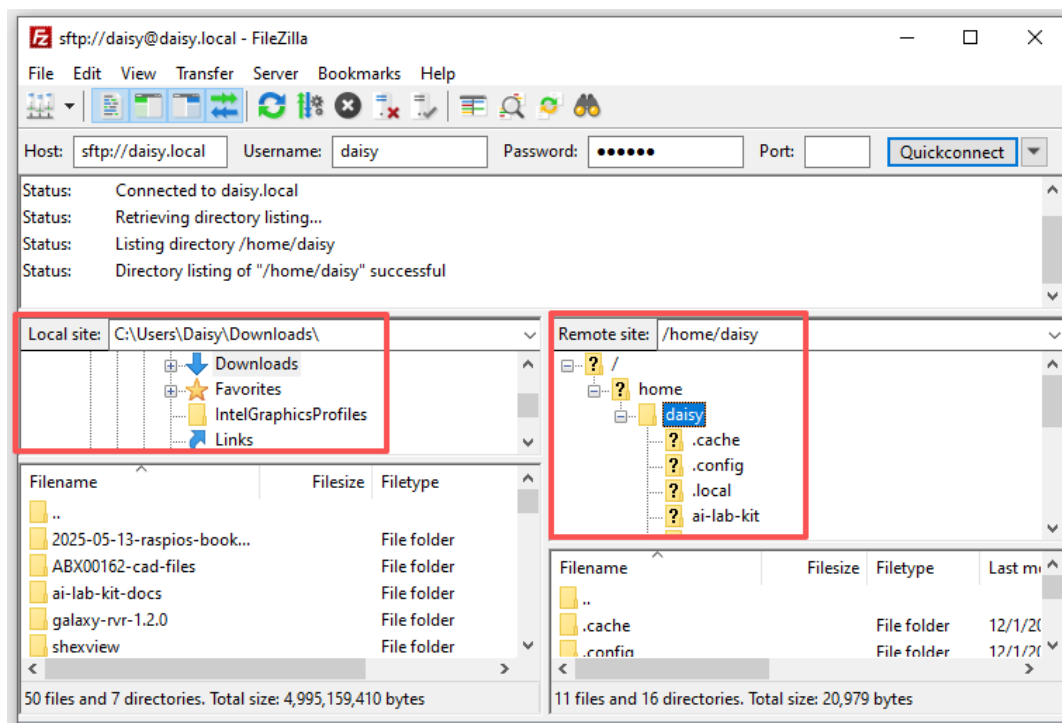 sftp://daisy@daisy.local - FileZilla
File Edit View Transfer Server Bookmarks Help
Host: sftp://daisy.local Username: daisy Password: ●●●●●● Port: Quickconnect
Status: Connected to daisy.local
Status: Retrieving directory listing...
Status: Listing directory /home/daisy
Status: Directory listing of "/home/daisy" successful
Local site: C:\Users\Daisy\Downloads\
Downloads
Favorites
IntelGraphicsProfiles
Links
Filename Filesize Filetype
..
2025-05-13-raspios-book... File folder
ABX00162-cad-files File folder
ai-lab-kit-docs File folder
galaxy-rvr-1.2.0 File folder
shexview File folder
50 files and 7 directories. Total size: 4,995,159,410 bytes
Remote site: /home/daisy
/
home
daisy
.cache
.config
.local
ai-lab-kit
Filename Filesize Filetype Last m
..
.cache File folder 12/1/20
.config File folder 12/1/20
11 files and 16 directories. Total size: 20,979 bytes